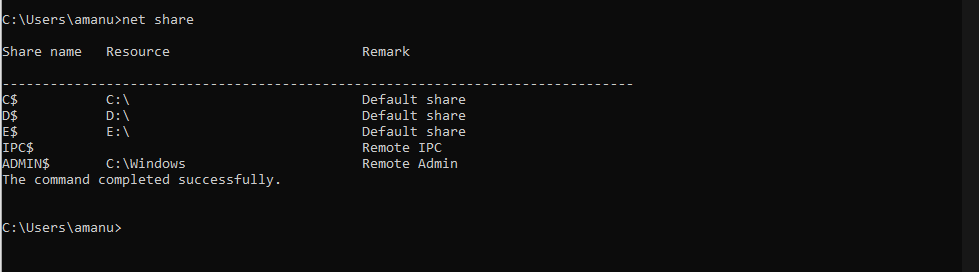 C:\Users\amanu>net share
Share name   Resource                        Remark
-------------------------------------------------------------------------------
C$           C:\                             Default share
D$           D:\                             Default share
E$           E:\                             Default share
IPC$                                         Remote IPC
ADMIN$       C:\Windows                      Remote Admin
The command completed successfully.
C:\Users\amanu>